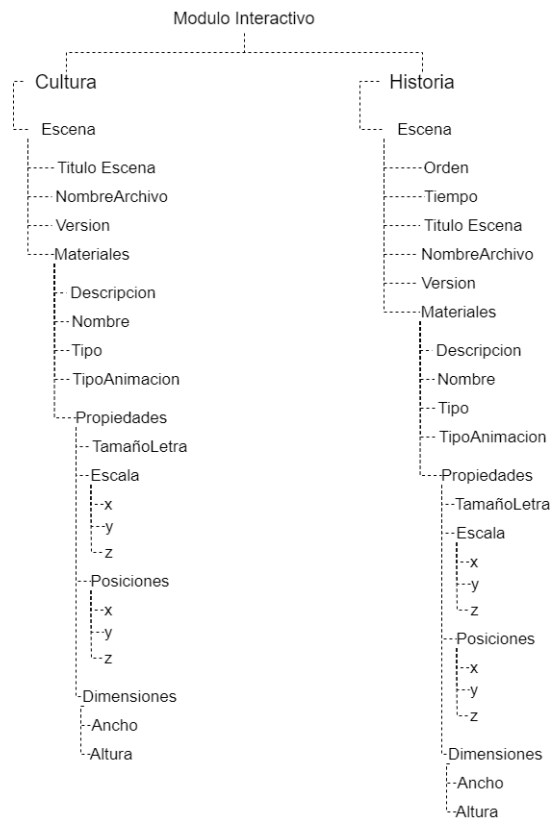 Modulo Interactivo
Cultura
Escena
Titulo Escena
NombreArchivo
Version
Materiales
Descripcion
Nombre
Tipo
TipoAnimacion
Propiedades
TamañoLetra
Escala
x
y
z
Posiciones
x
y
z
Dimensiones
Ancho
Altura
Historia
Escena
Orden
Tiempo
Titulo Escena
NombreArchivo
Version
Materiales
Descripcion
Nombre
Tipo
TipoAnimacion
Propiedades
TamañoLetra
Escala
x
y
z
Posiciones
x
y
z
Dimensiones
Ancho
Altura